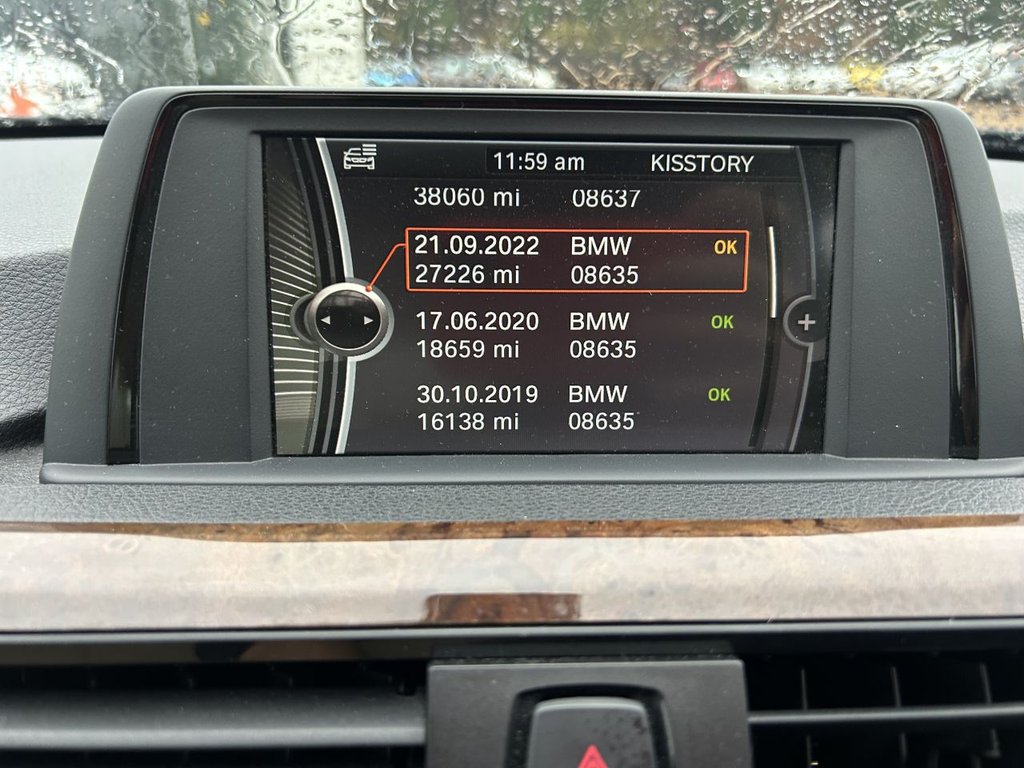 11:59 am KISSTORY
38060 mi 08637
21.09.2022 BMW OK
27226 mi 08635
17.06.2020 BMW OK
18659 mi 08635
30.10.2019 BMW OK
16138 mi 08635